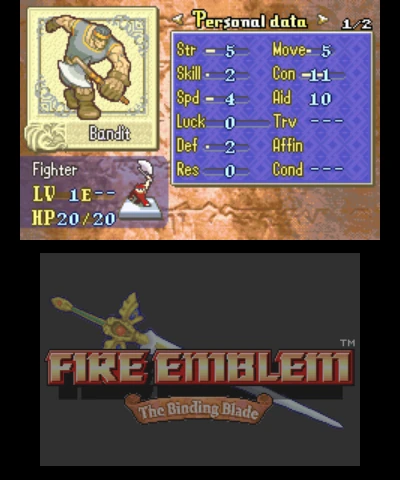 Personal data 1/2
Str 5 Move 5
Skill 2 Con 11
Spd 4 Aid 10
Luck 0 Trv ---
Def 2 Affin
Res 0 Cond ---
Bandit
Fighter
LV 1 E--
HP 20/20
FIRE EMBLEM TM
The Binding Blade